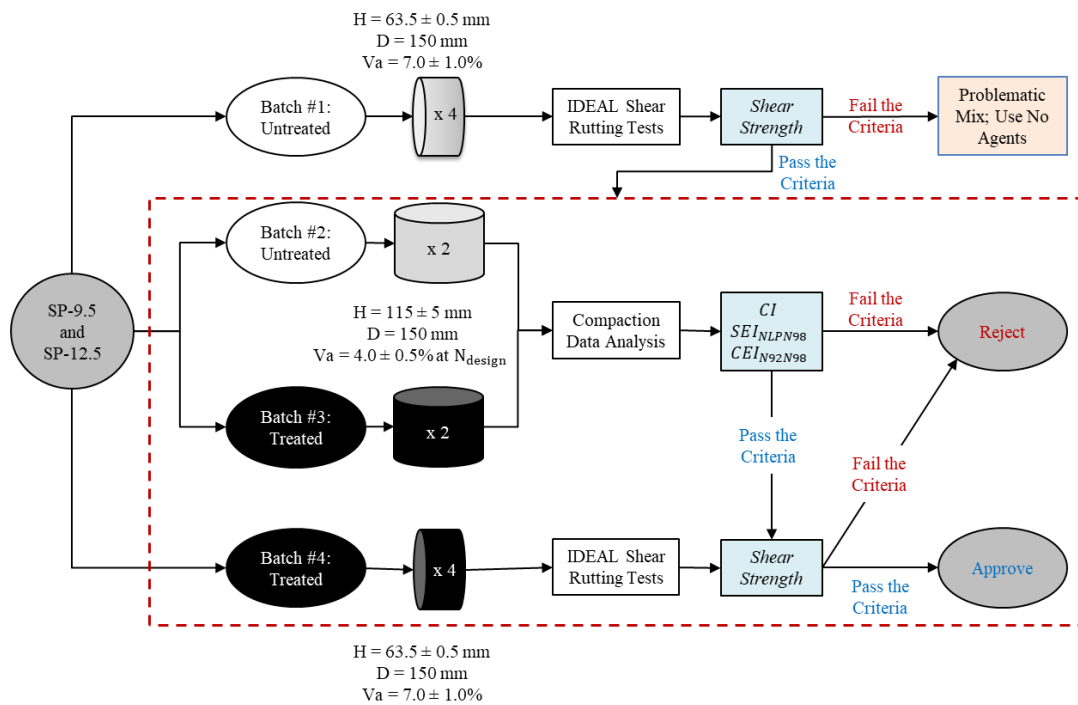 H = 63.5 ± 0.5 mm
D = 150 mm
Va = 7.0 ± 1.0%
Batch #1:
Untreated
x 4
IDEAL Shear
Rutting Tests
Shear
Strength
Fail the
Criteria
Problematic
Mix; Use No
Agents
Pass the
Criteria
SP-9.5
and
SP-12.5
Batch #2:
Untreated
x 2
H = 115 ± 5 mm
D = 150 mm
Va = 4.0 ± 0.5% at N_design
Compaction
Data Analysis
CI
SEI_NLPN98
CEI_N92N98
Fail the
Criteria
Reject
Batch #3:
Treated
x 2
Pass the
Criteria
Fail the
Criteria
Batch #4:
Treated
x 4
IDEAL Shear
Rutting Tests
Shear
Strength
Pass the
Criteria
Approve
H = 63.5 ± 0.5 mm
D = 150 mm
Va = 7.0 ± 1.0%